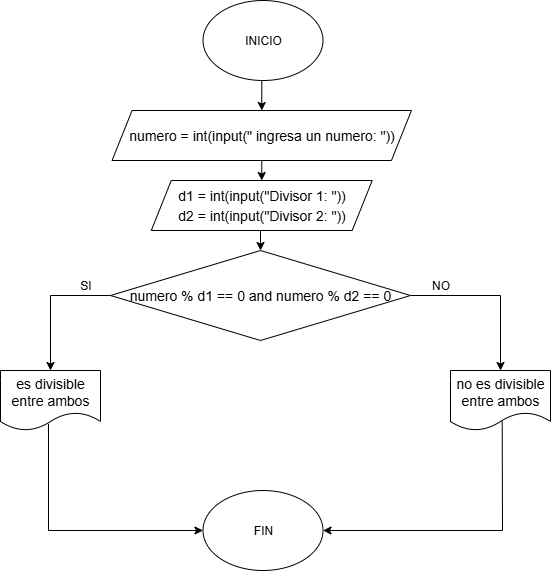 INICIO
numero = int(input(" ingresa un numero: "))
d1 = int(input("Divisor 1: "))
d2 = int(input("Divisor 2: "))
SI
NO
numero % d1 == 0 and numero % d2 == 0
es divisible
entre ambos
no es divisible
entre ambos
FIN